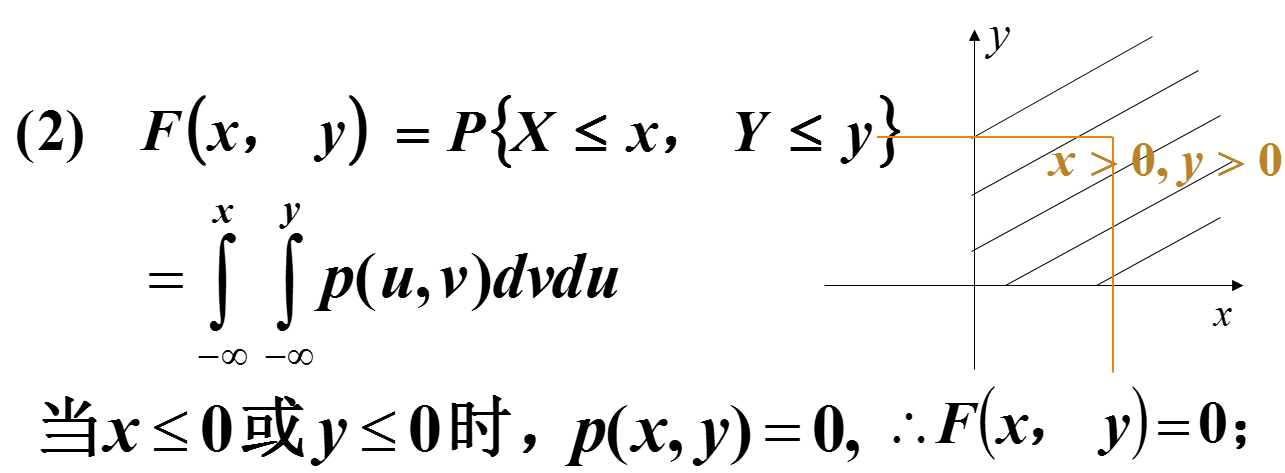 (2) F(x， y) = P{X ≤ x， Y ≤ y}
y
x > 0, y > 0
= ∫_{-∞}^{x} ∫_{-∞}^{y} p(u, v)dvdu
x
当x ≤ 0或y ≤ 0时，p(x, y) = 0, ∴F(x， y) = 0；